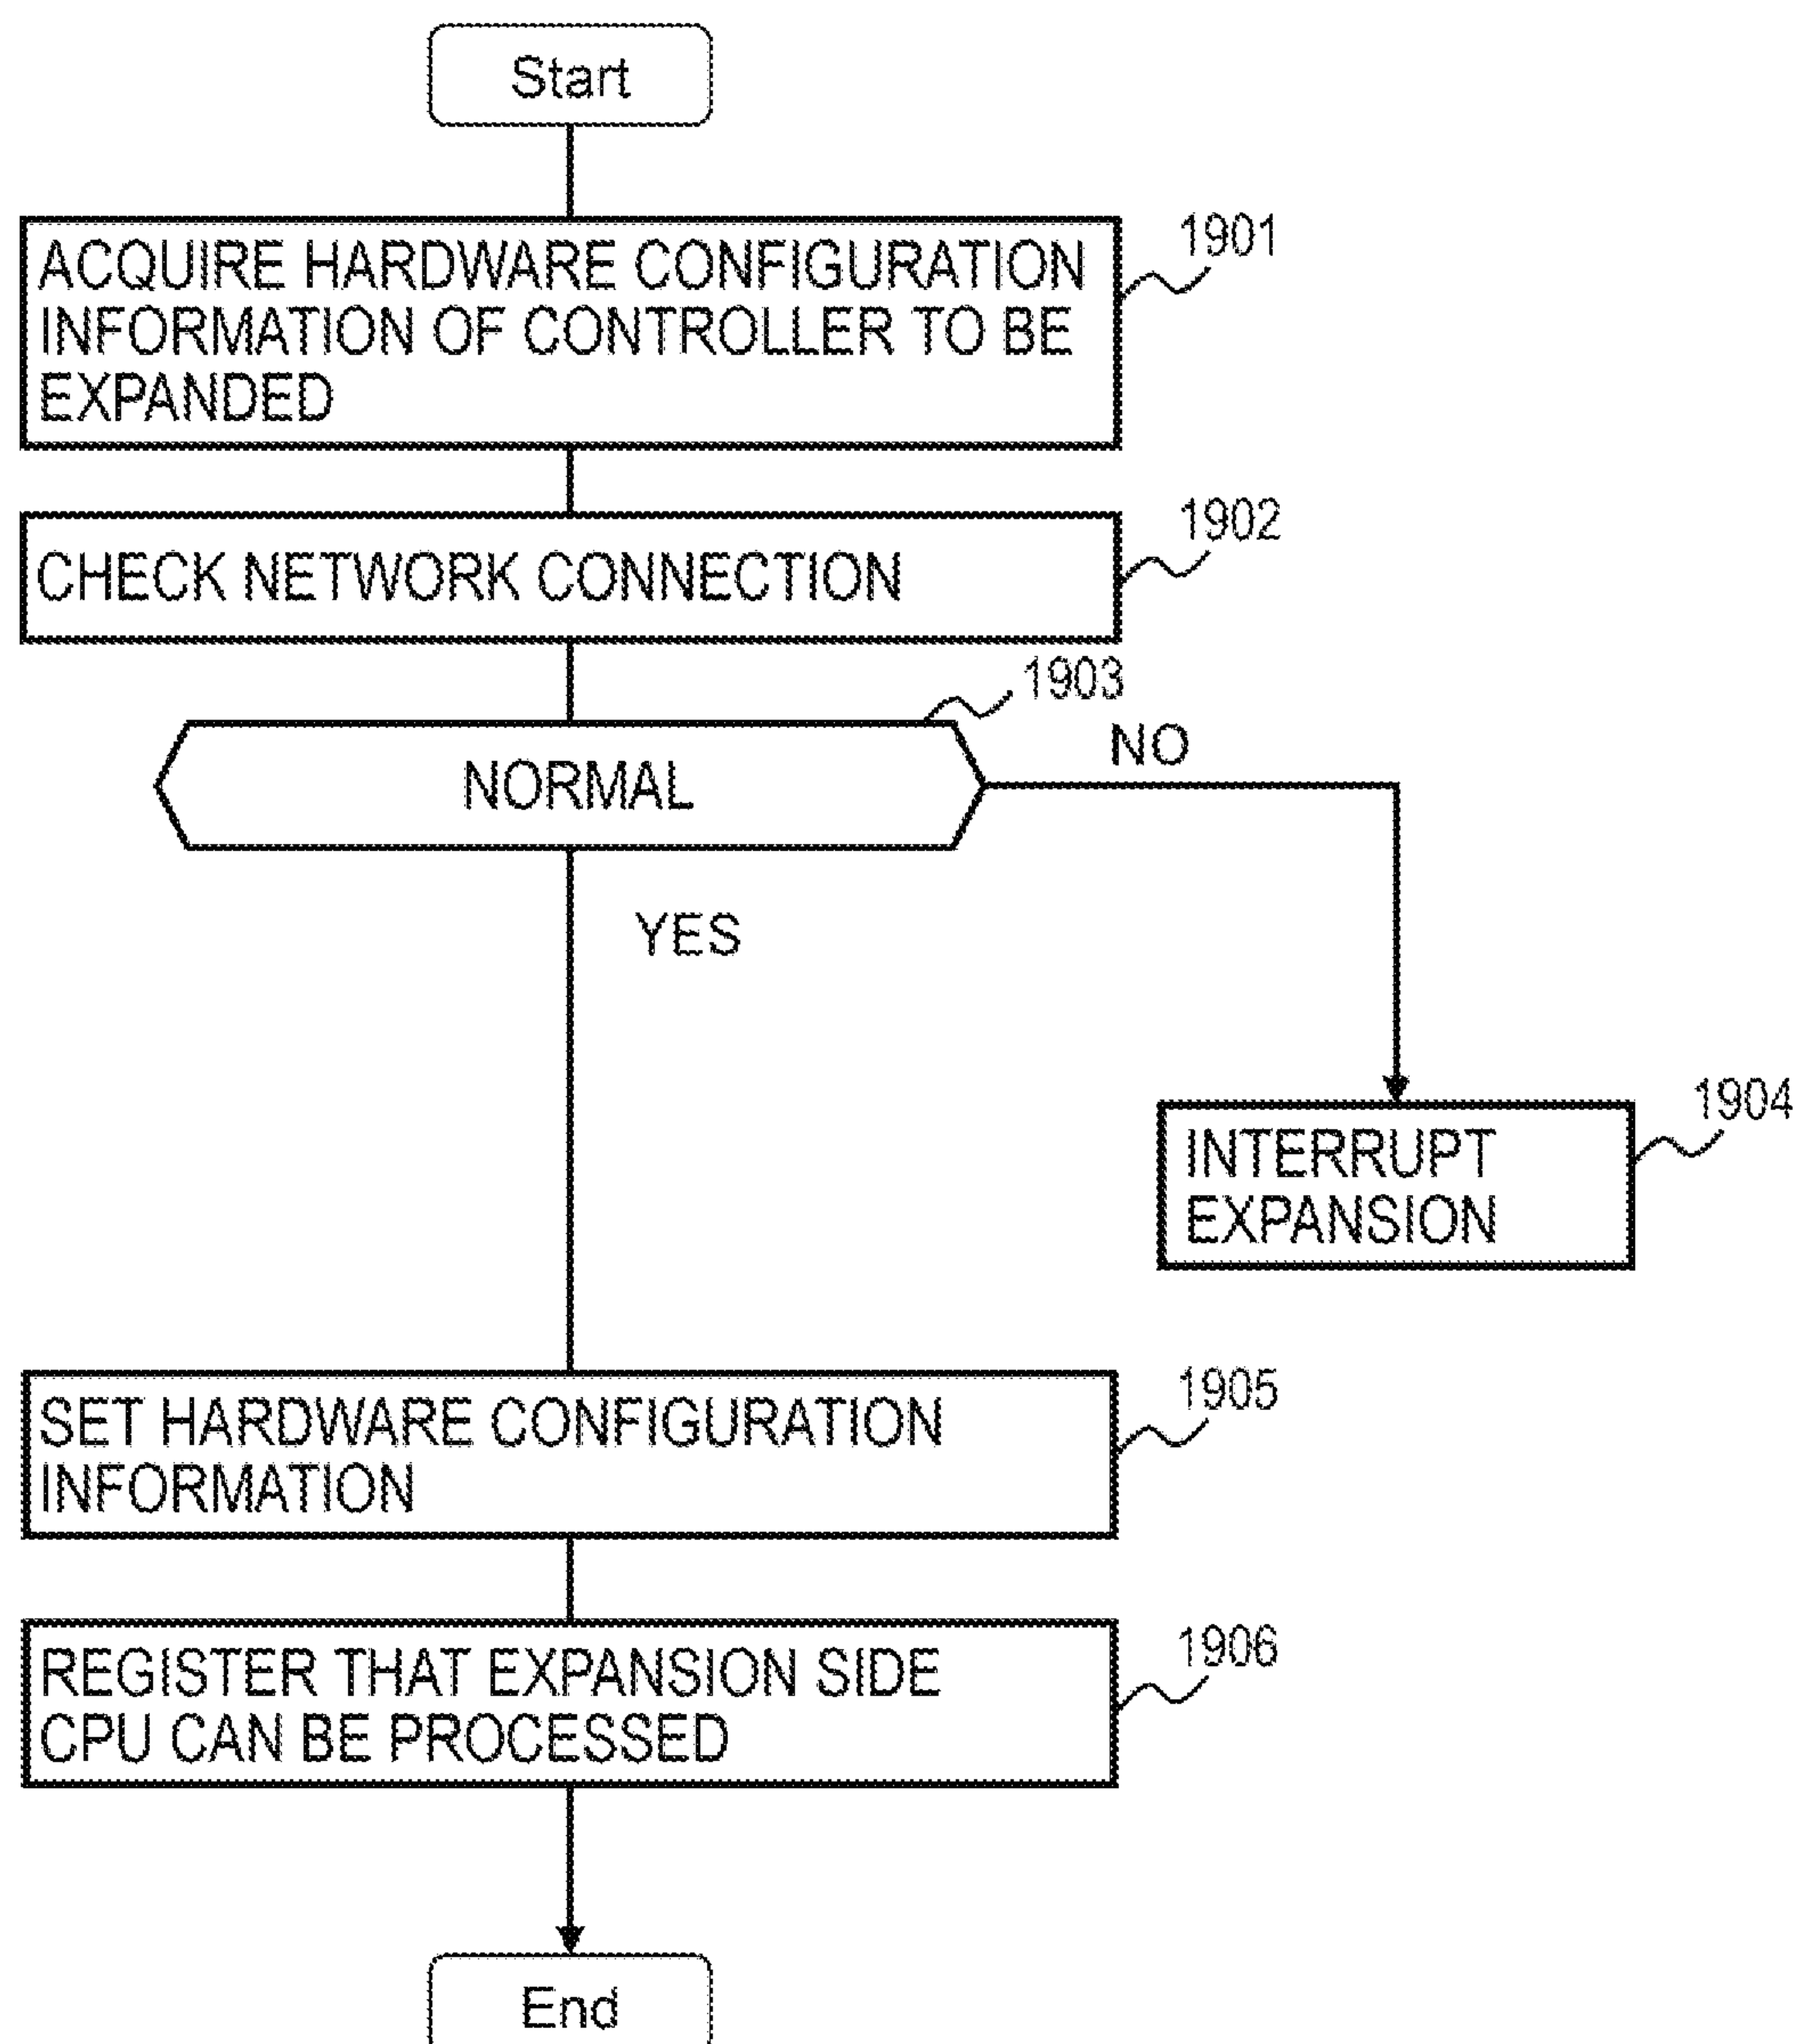 Start
1901
ACQUIRE HARDWARE CONFIGURATION
INFORMATION OF CONTROLLER TO BE
EXPANDED
1902
CHECK NETWORK CONNECTION
1903
NORMAL
NO
YES
1904
INTERRUPT
EXPANSION
1905
SET HARDWARE CONFIGURATION
INFORMATION
1906
REGISTER THAT EXPANSION SIDE
CPU CAN BE PROCESSED
End